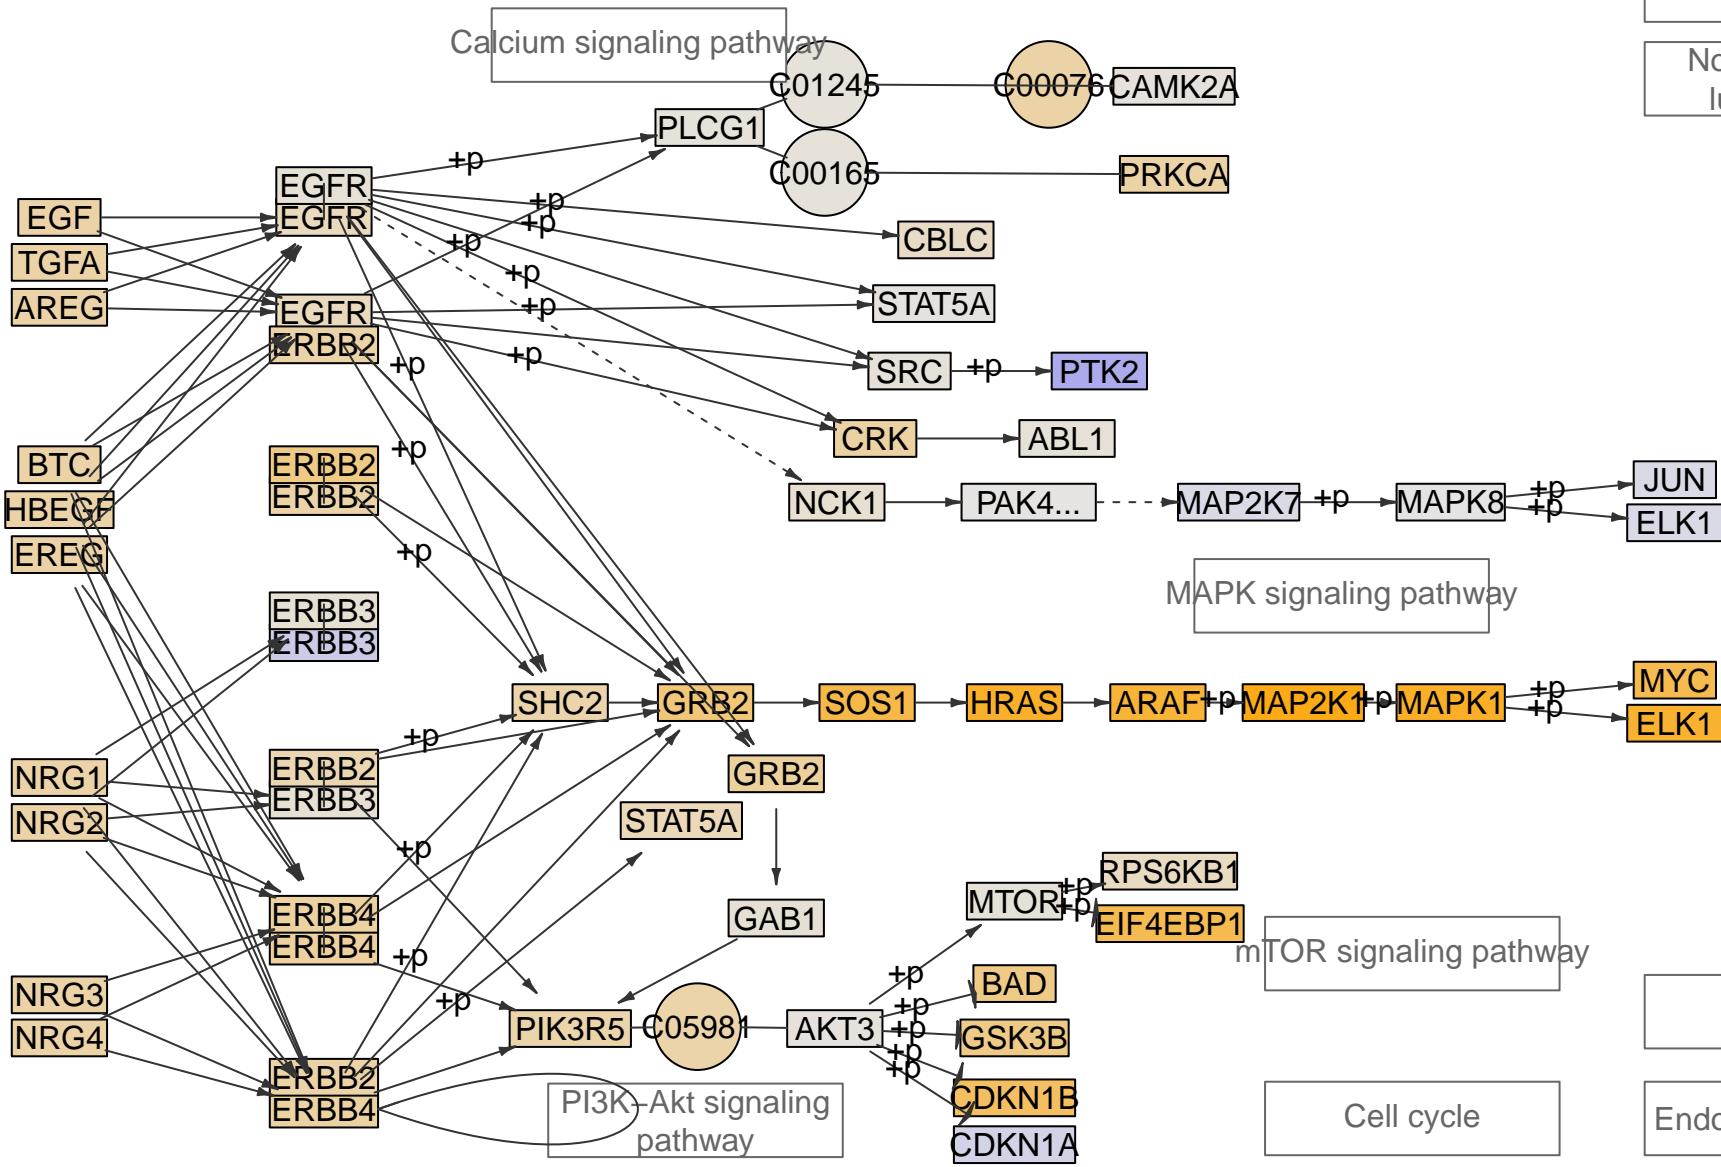 Calcium signaling pathway
No
lu
C01245
C00076
CAMK2A
PLCG1
+p
C00165
PRKCA
EGFR
EGFR
EGF
+p
+p
CBLC
TGFA
+p
+p
AREG
EGFR
+p
STAT5A
ERBB2
+p
+p
SRC
+p
PTK2
CRK
ABL1
+p
BTC
ERBB2
ERBB2
HBEGF
NCK1
PAK4...
MAP2K7
+p
MAPK8
+p
+p
JUN
ELK1
EREG
+p
MAPK signaling pathway
ERBB3
ERBB3
SHC2
GRB2
SOS1
HRAS
ARAF
+p
MAP2K1
+p
MAPK1
+p
+p
MYC
ELK1
+p
NRG1
ERBB2
ERBB3
GRB2
NRG2
STAT5A
+p
ERBB4
ERBB4
GAB1
MTOR
+p
+p
RPS6KB1
EIF4EBP1
mTOR signaling pathway
+p
+p
NRG3
+p
BAD
NRG4
PIK3R5
C05981
AKT3
+p
+p
+p
+p
GSK3B
ERBB2
ERBB4
PI3K−Akt signaling
pathway
CDKN1B
CDKN1A
Cell cycle
Endo